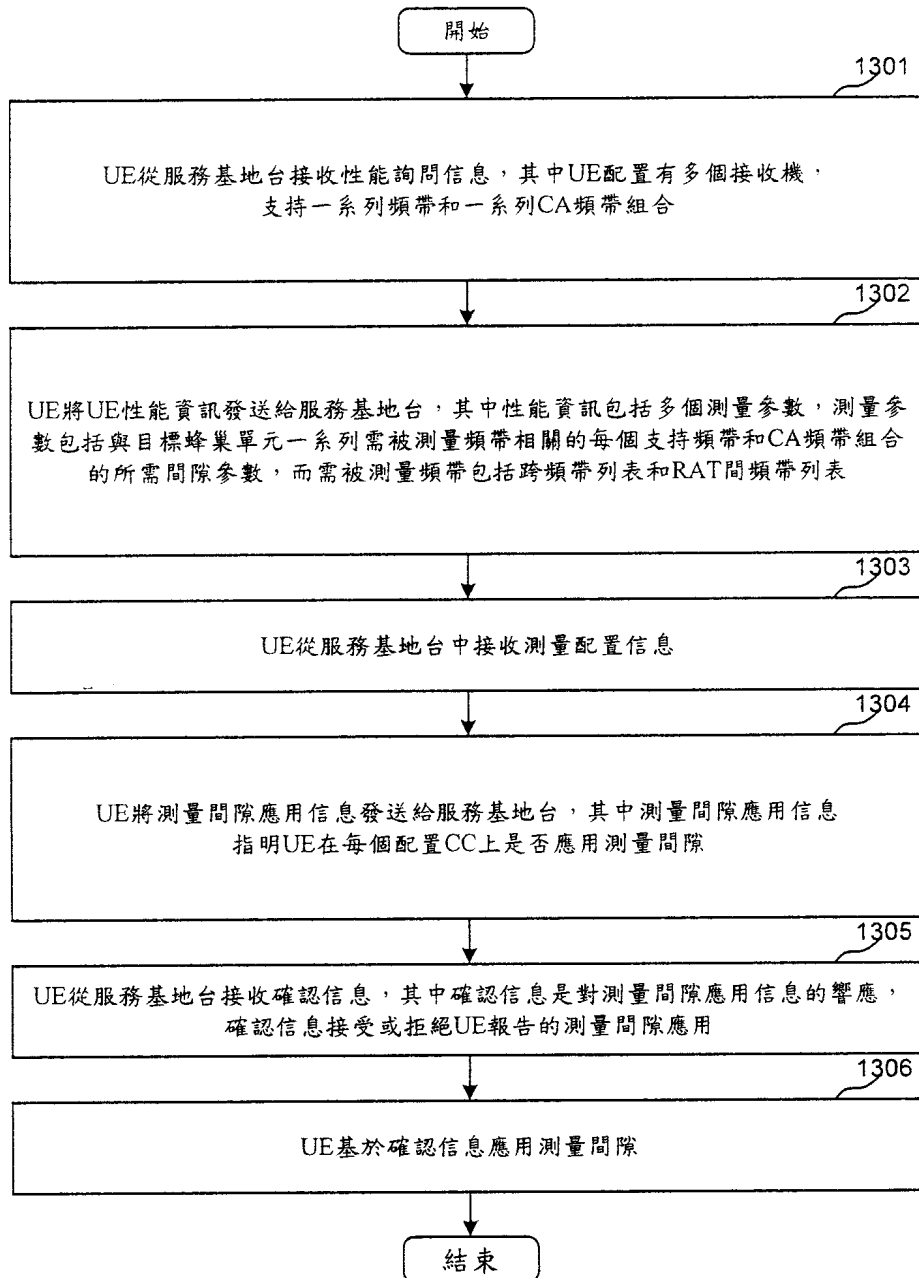 開始
1301
UE從服務基地台接收性能詢問信息，其中UE配置有多個接收機，
支持一系列頻帶和一系列CA頻帶組合
1302
UE將UE性能資訊發送給服務基地台，其中性能資訊包括多個測量參數，測量參
數包括與目標蜂巢單元一系列需被測量頻帶相關的每個支持頻帶和CA頻帶組合
的所需間隙參數，而需被測量頻帶包括跨頻帶列表和RAT間頻帶列表
1303
UE從服務基地台中接收測量配置信息
1304
UE將測量間隙應用信息發送給服務基地台，其中測量間隙應用信息
指明UE在每個配置CC上是否應用測量間隙
1305
UE從服務基地台接收確認信息，其中確認信息是對測量間隙應用信息的響應，
確認信息接受或拒絕UE報告的測量間隙應用
1306
UE基於確認信息應用測量間隙
結束